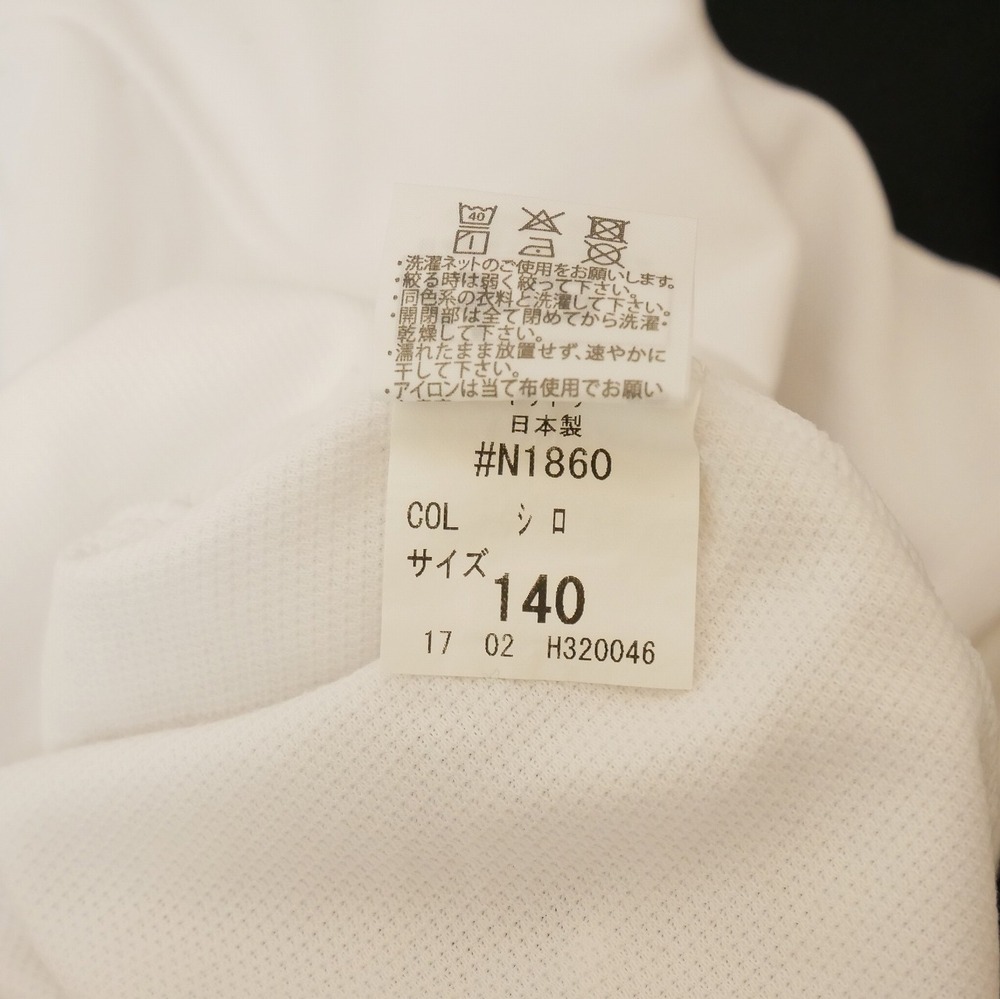 40
・洗濯ネットのご使用をお願いします。
・絞る時は弱く絞って下さい。
・同色系の衣料と洗濯して下さい。
・開閉部は全て閉めてから洗濯・
乾燥して下さい。
・濡れたまま放置せず、速やかに
干して下さい。
・アイロンは当て布使用でお願い
日本製
#N1860
COL シロ
サイズ 140
17 02 H320046